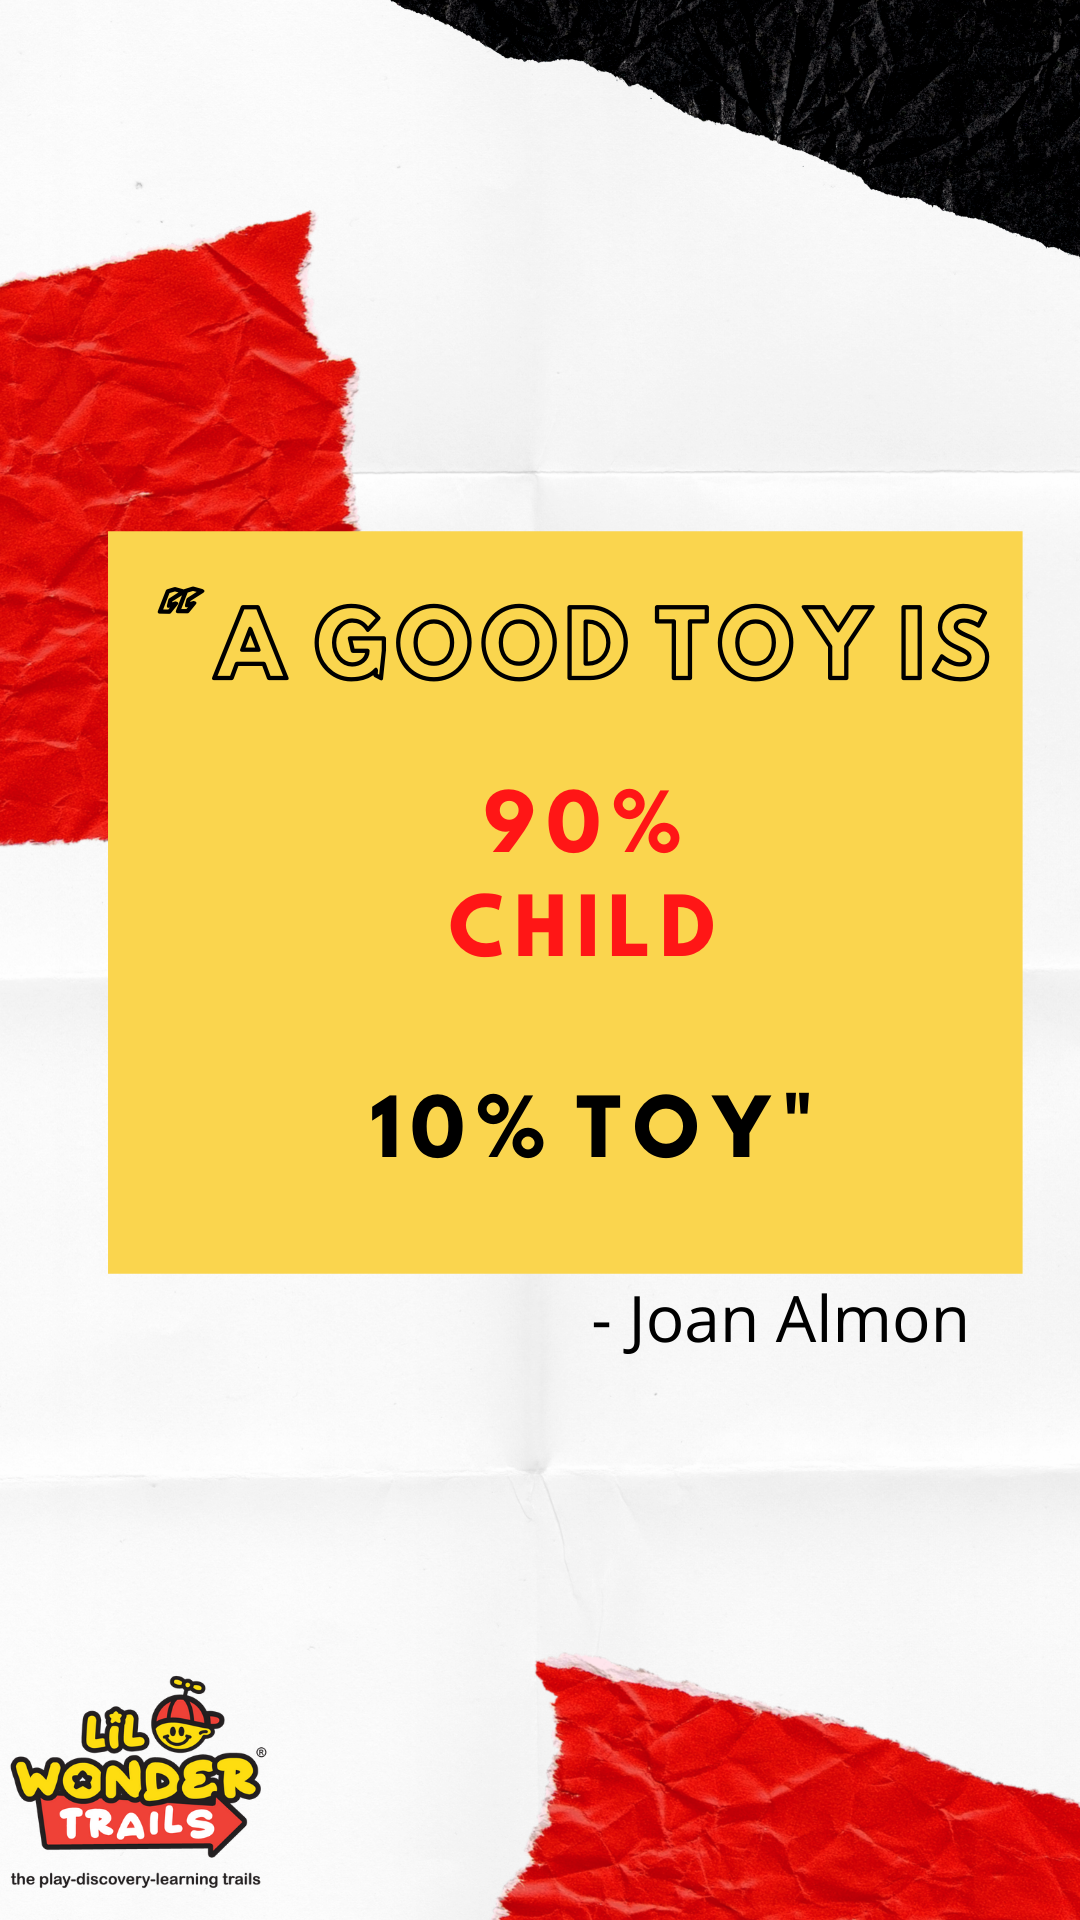 “A GOOD TOY IS
90%
CHILD
10% TOY"
- Joan Almon
LiL
WONDER®
TRAiLS
the play-discovery-learning trails